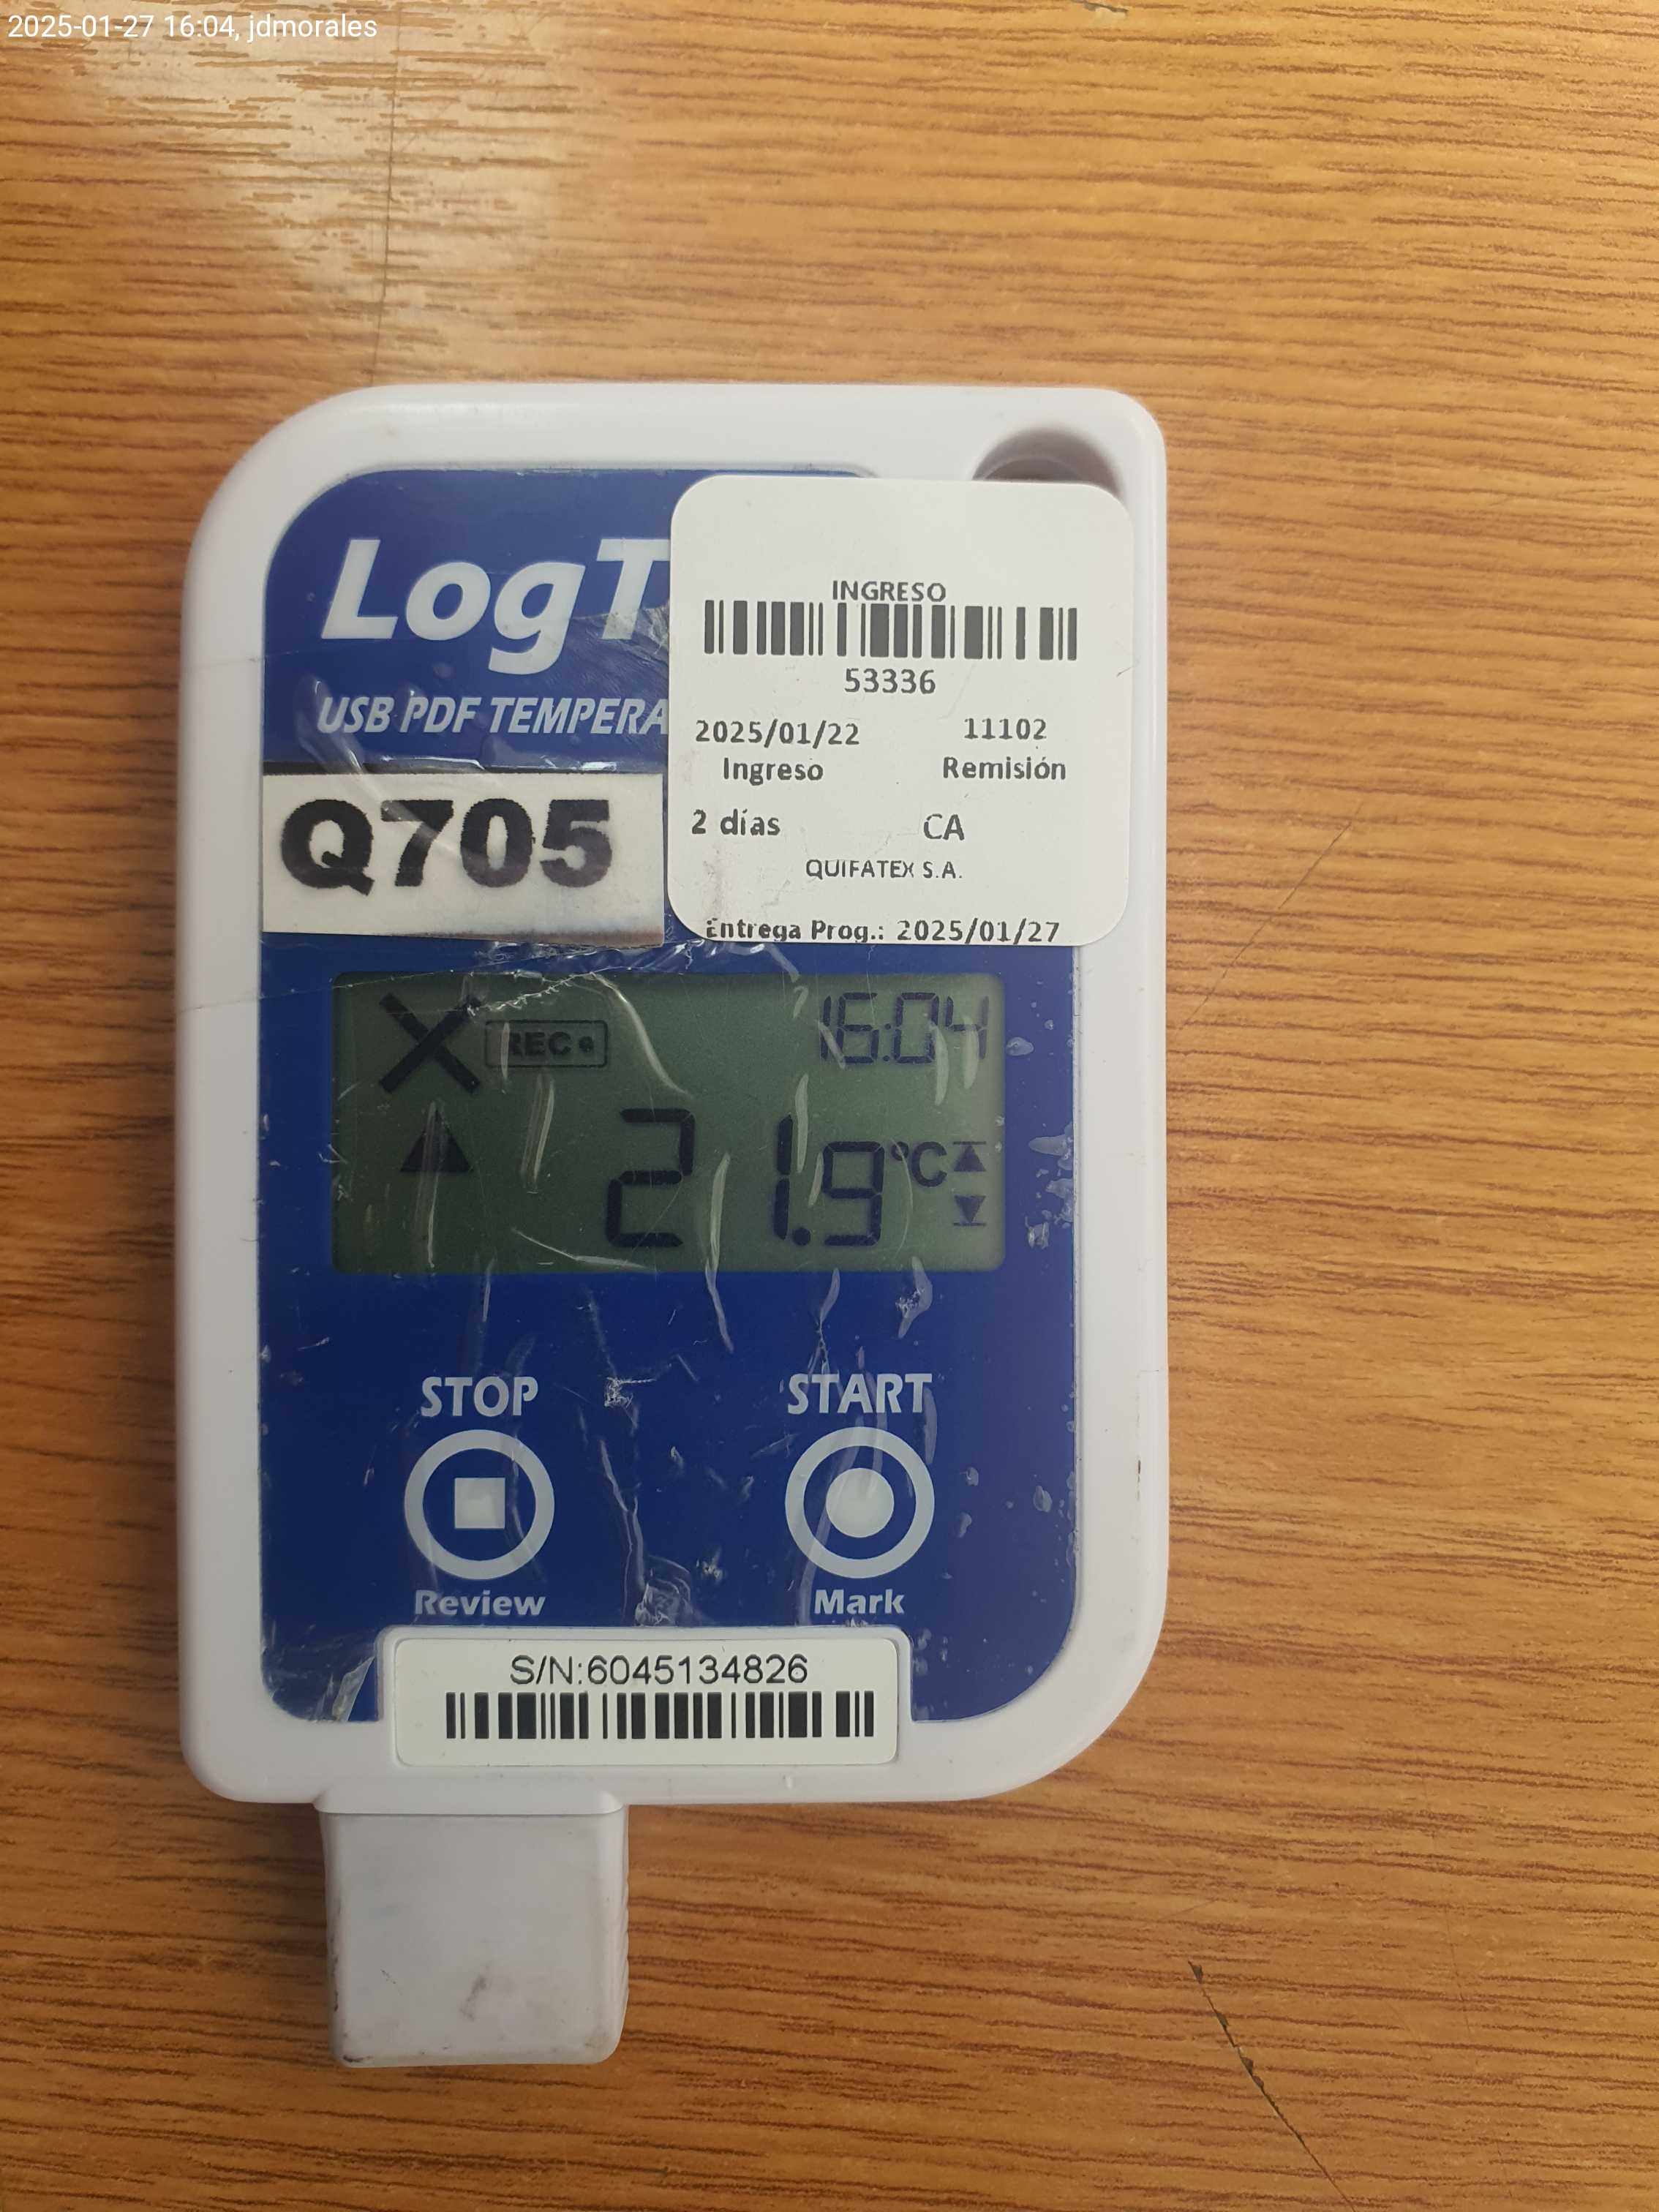 2025-01-27 16:04, jdmorales
LogT
USB PDF TEMPERA
INGRESO
53336
2025/01/22 11102
Ingreso Remisión
2 días CA
QUIFATEX S.A.
Entrega Prog.: 2025/01/27
Q705
REC 16:04
21.9°C
STOP START
Review Mark
S/N:6045134826